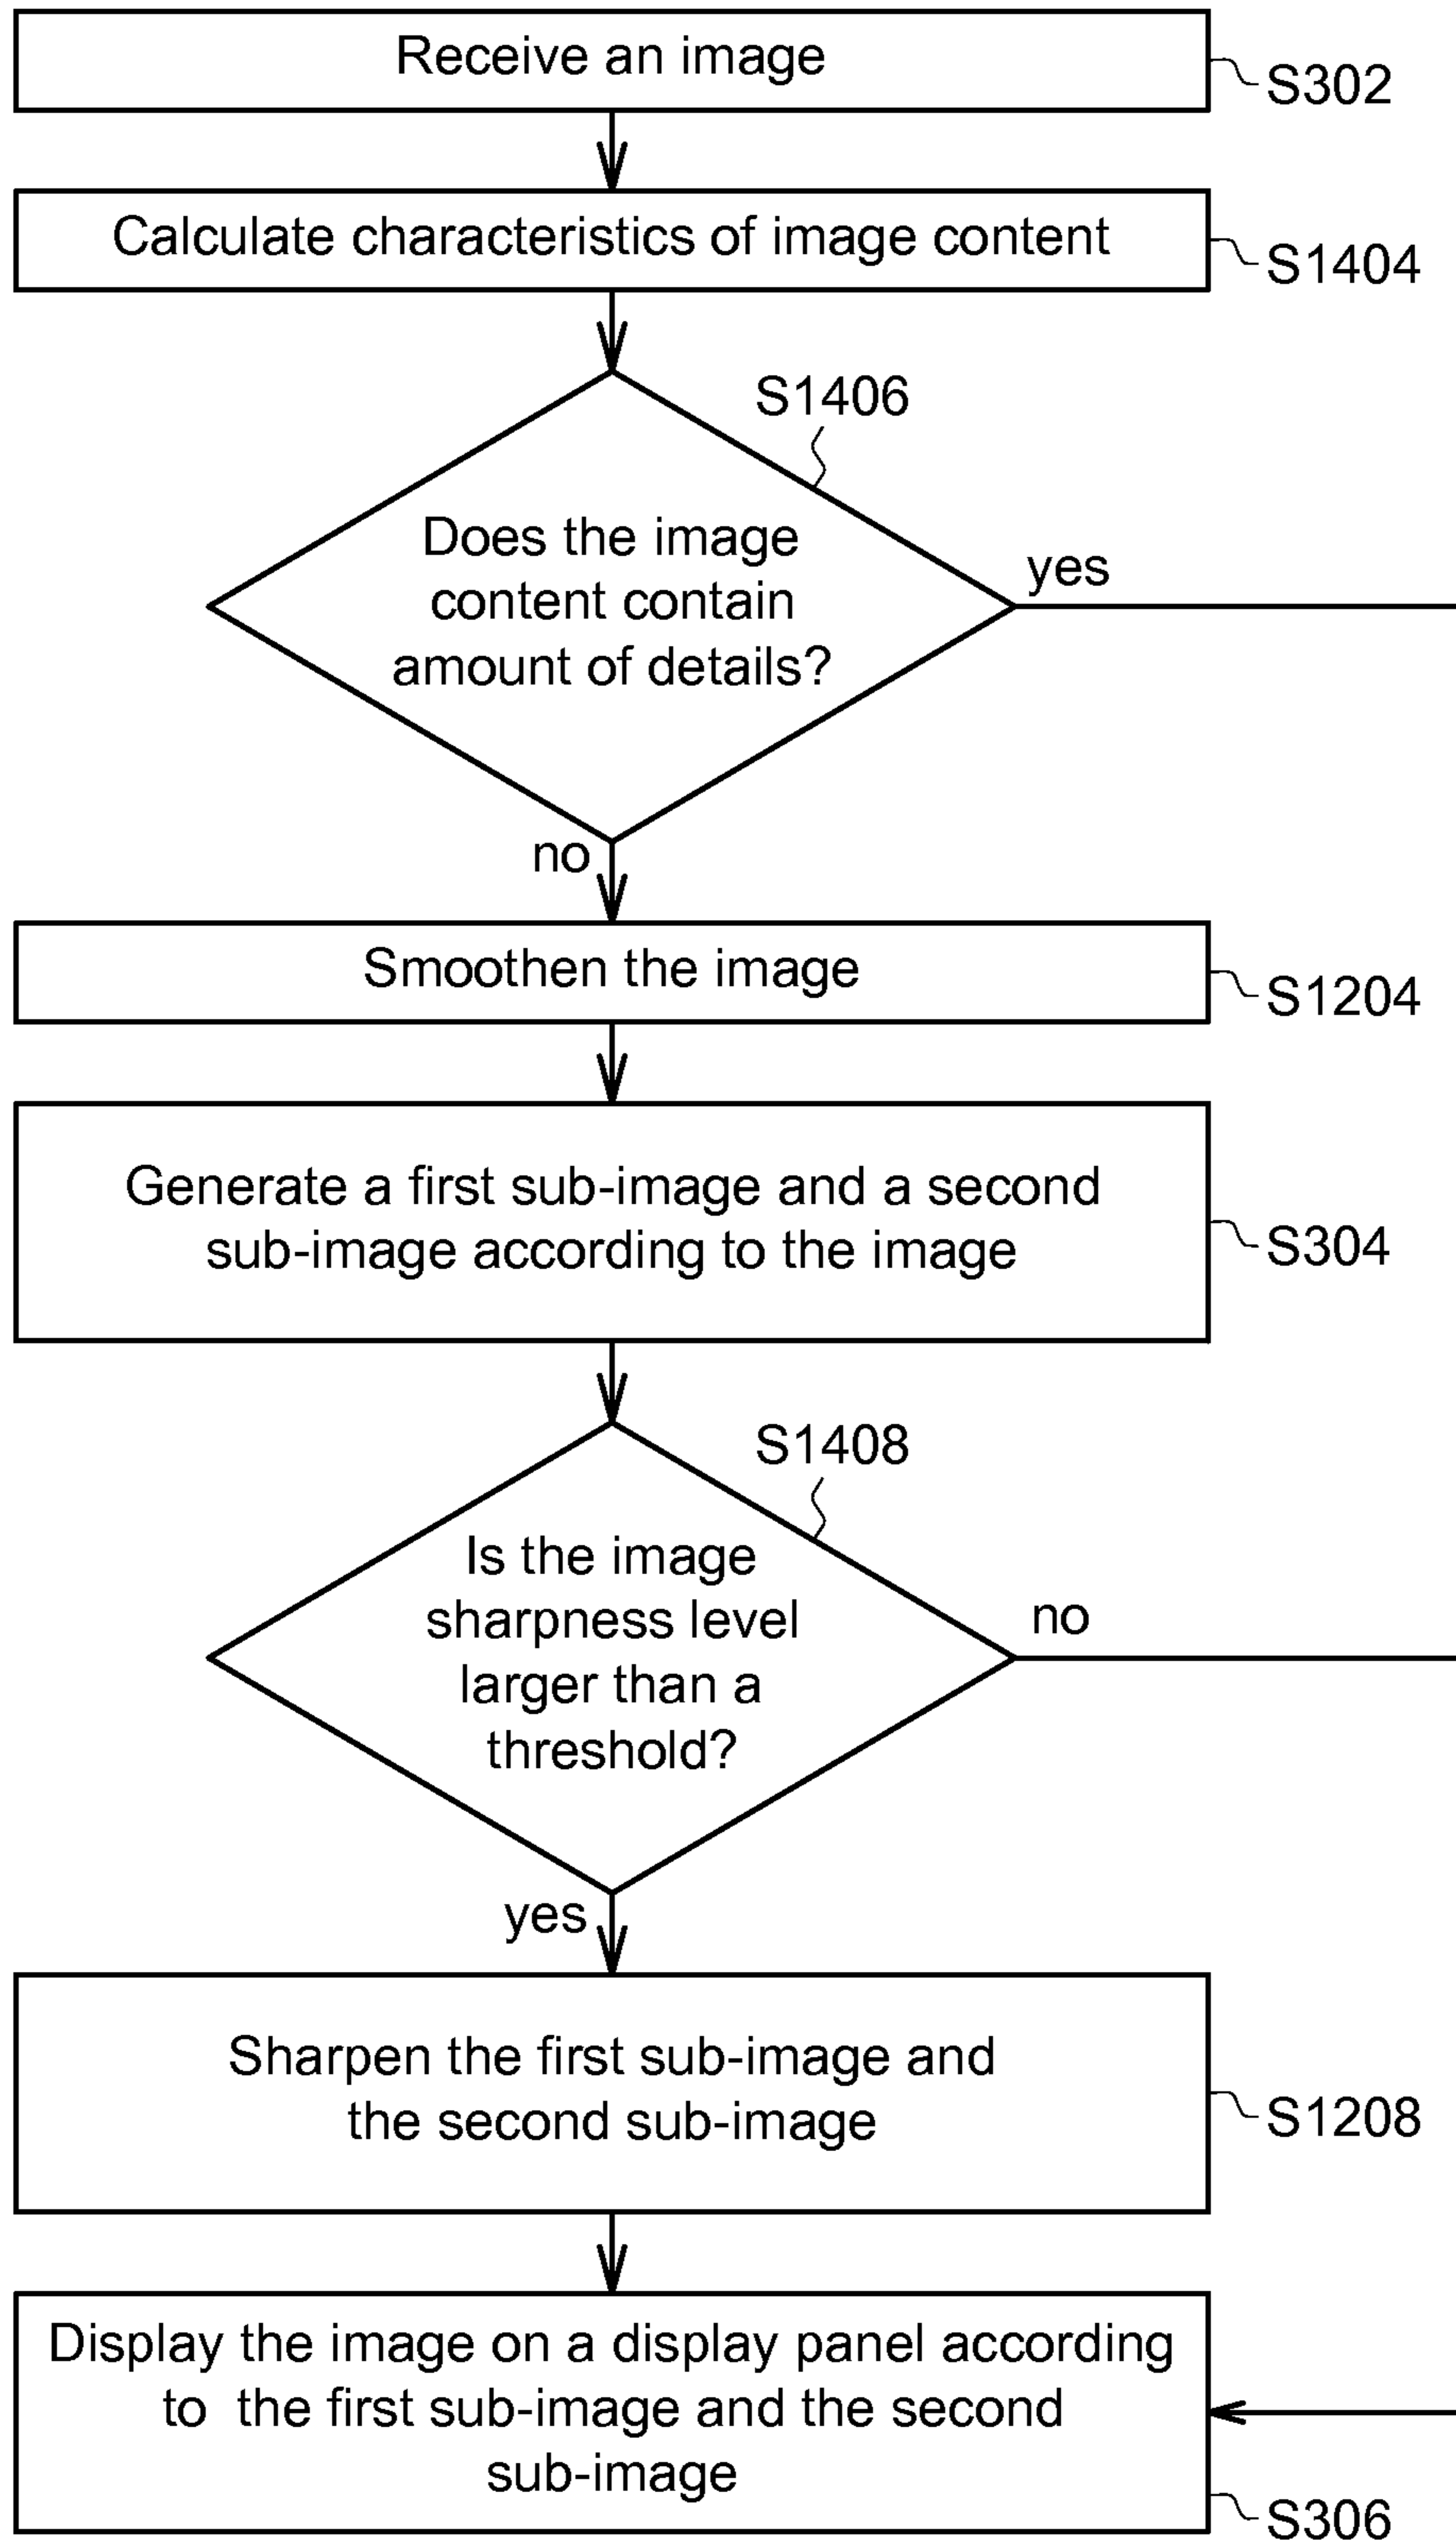 Receive an image
S302
Calculate characteristics of image content
S1404
S1406
Does the image
content contain
amount of details?
yes
no
Smoothen the image
S1204
Generate a first sub-image and a second
sub-image according to the image
S304
S1408
Is the image
sharpness level
larger than a
threshold?
no
yes
Sharpen the first sub-image and
the second sub-image
S1208
Display the image on a display panel according
to the first sub-image and the second
sub-image
S306